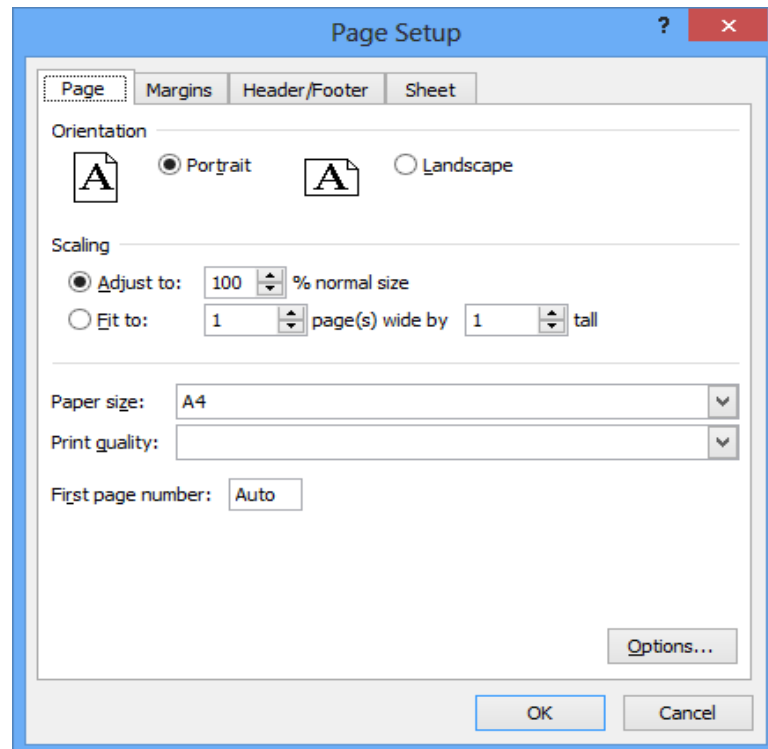 Page Setup ? ×
Page Margins Header/Footer Sheet
Orientation
A Portrait A Landscape
Scaling
Adjust to: 100 % normal size
Fit to: 1 page(s) wide by 1 tall
Paper size: A4
Print quality:
First page number: Auto
Options...
OK Cancel